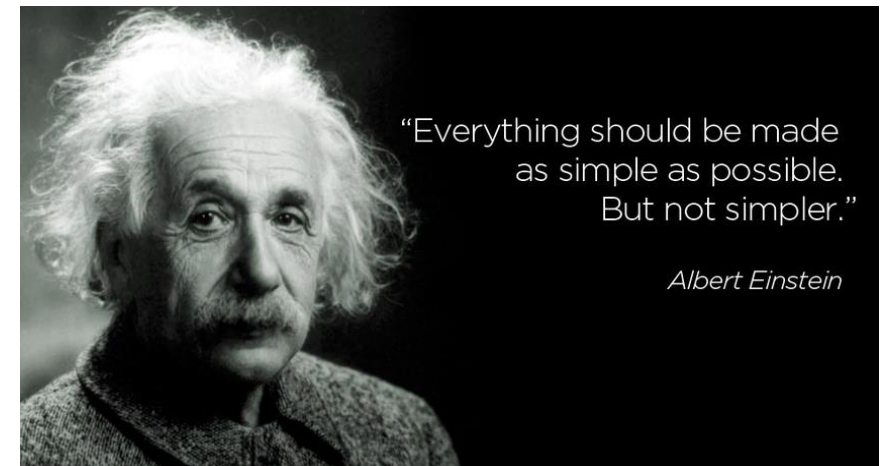 “Everything should be made
as simple as possible.
But not simpler.”
Albert Einstein